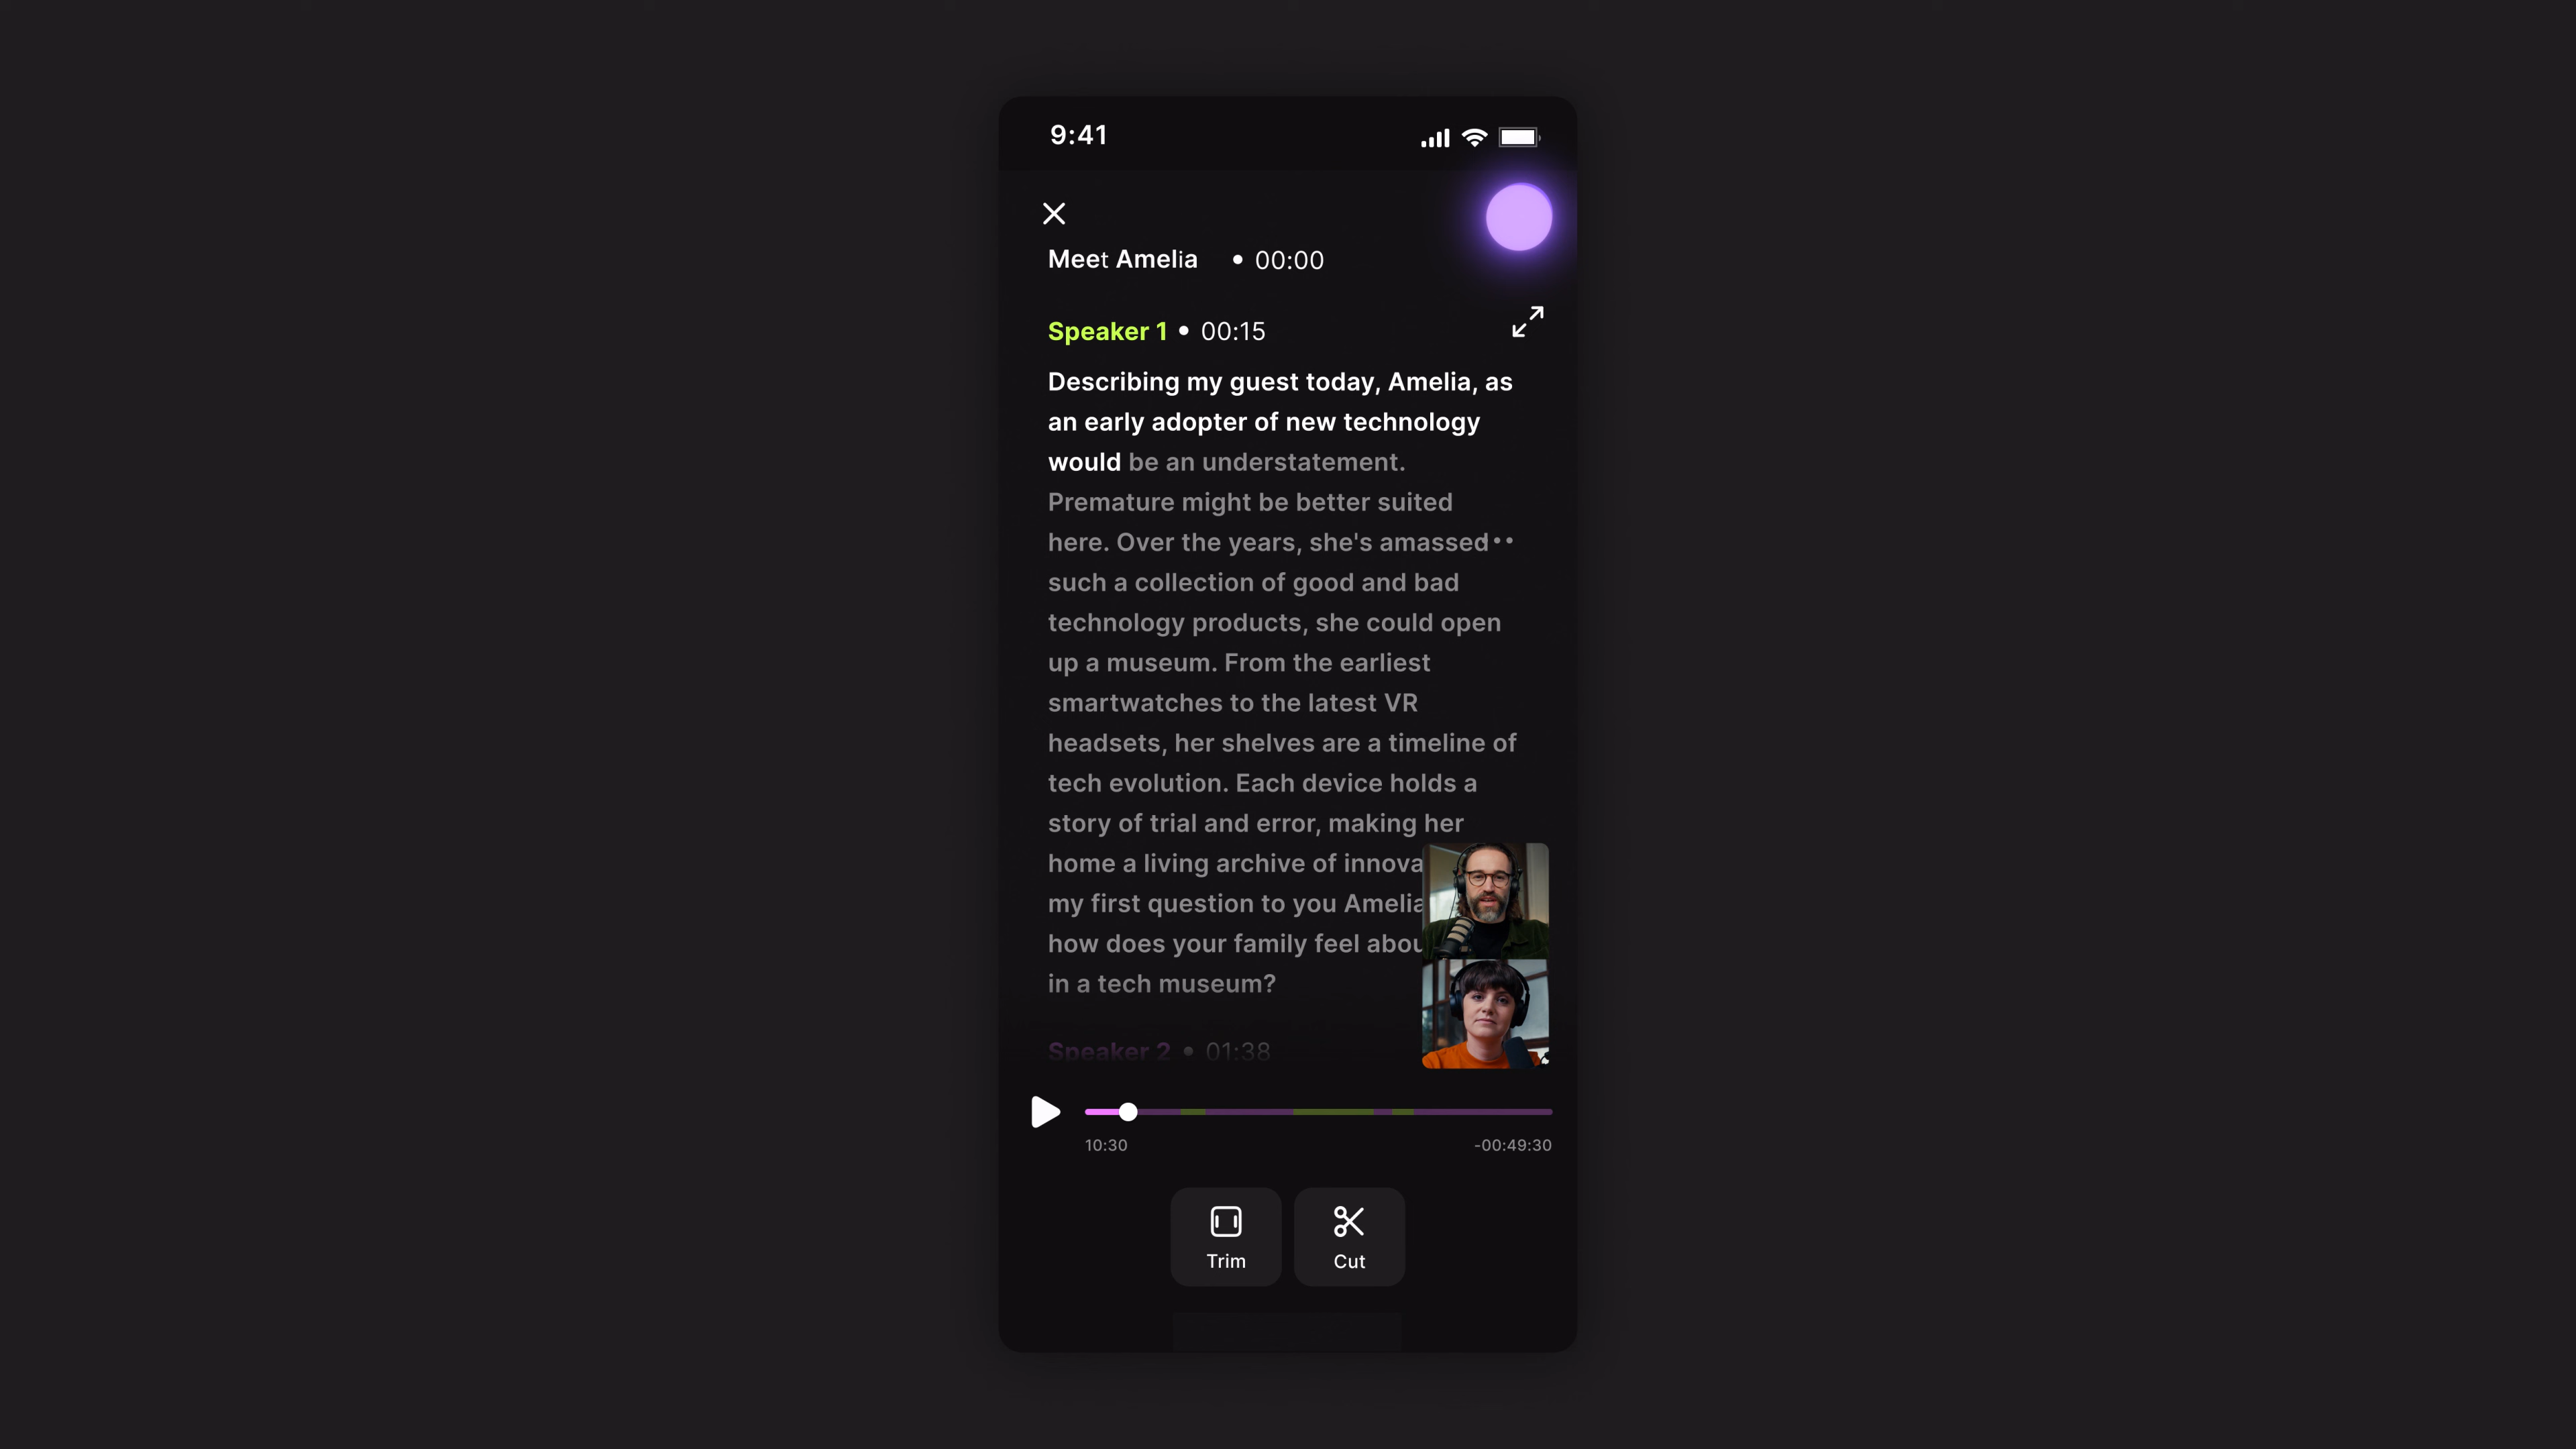 9:41
Meet Amelia • 00:00
Speaker 1 • 00:15
Describing my guest today, Amelia, as
an early adopter of new technology
would be an understatement.
Premature might be better suited
here. Over the years, she's amassed
such a collection of good and bad
technology products, she could open
up a museum. From the earliest
smartwatches to the latest VR
headsets, her shelves are a timeline of
tech evolution. Each device holds a
story of trial and error, making her
home a living archive of innova
my first question to you Amelia
how does your family feel abou
in a tech museum?
Speaker 2 • 01:38
10:30
-00:49:30
Trim
Cut